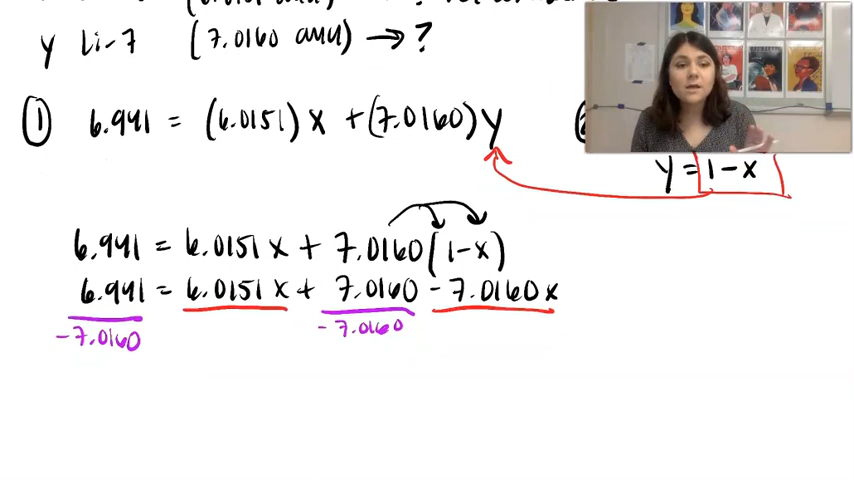 y Li-7 (7.0160 amu) → ?
① 6.941 = (6.0151) x + (7.0160) y
y = 1 - x
6.941 = 6.0151 x + 7.0160 (1 - x)
6.941 = 6.0151 x + 7.0160 - 7.0160 x
- 7.0160 - 7.0160